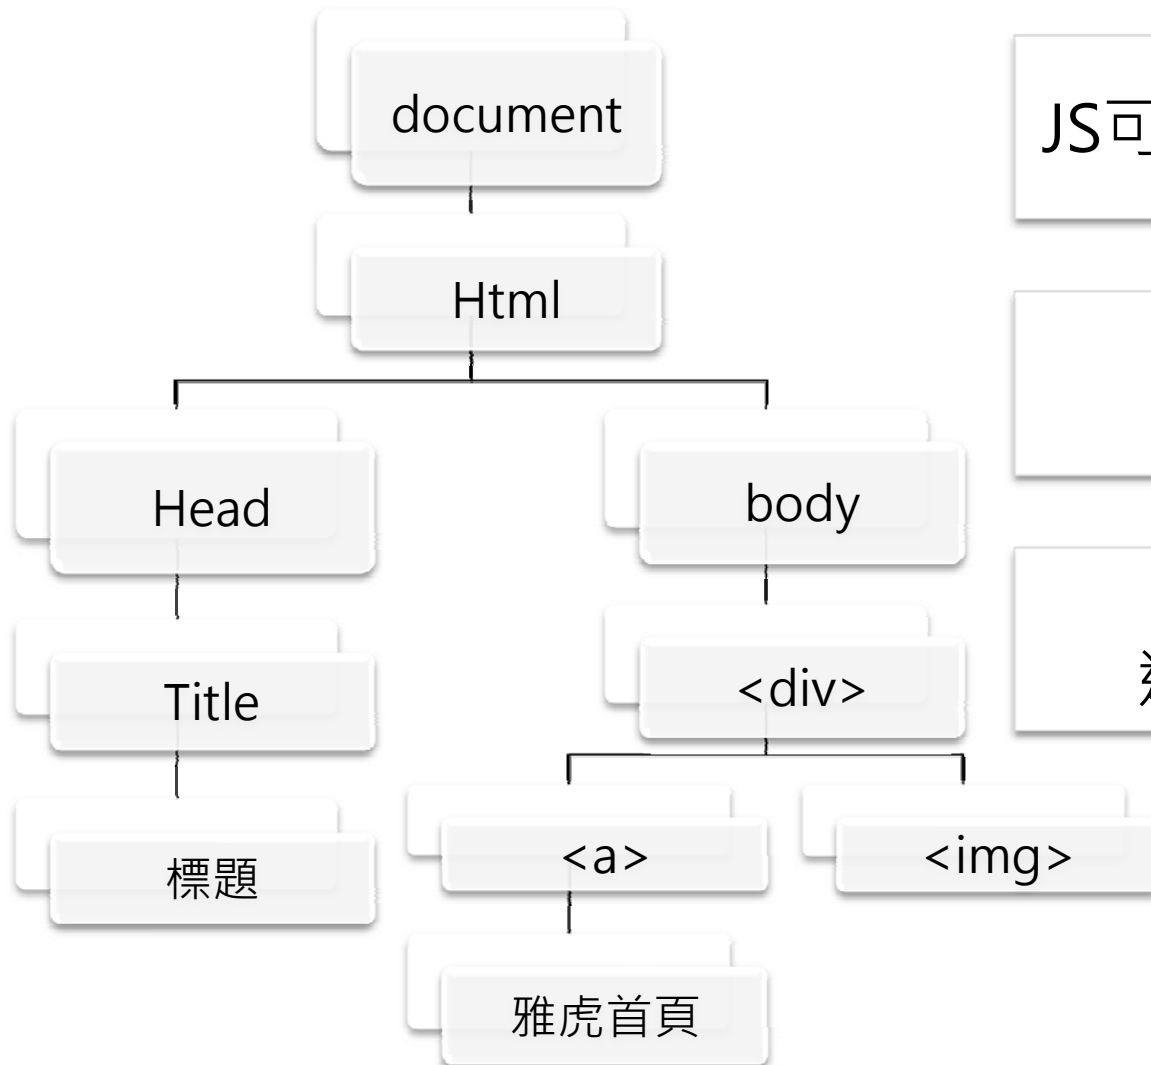 document
JS可
Html
Head
body
Title
<div>
標題
<a>
<img>
雅虎首頁